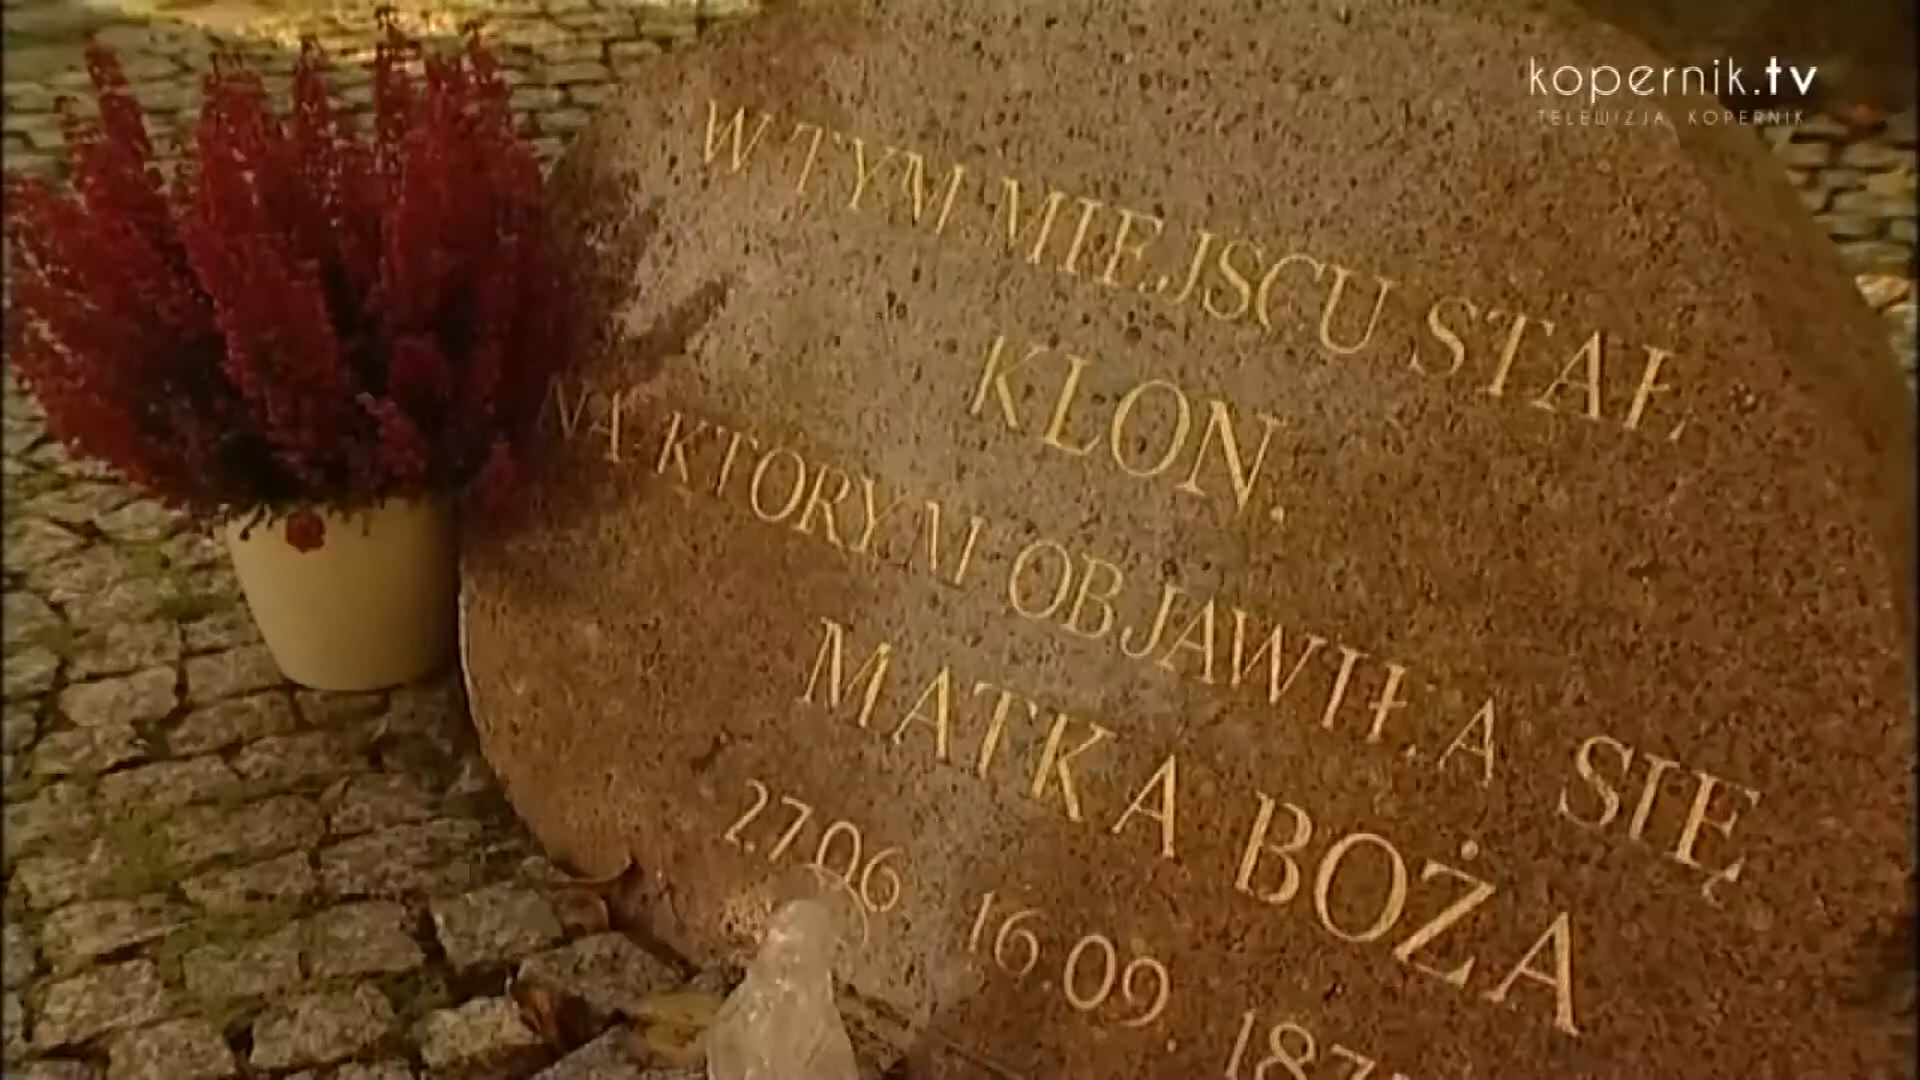 kopernik.tv
TELEWIZJA KOPERNIK
W TYM MIEJSCU STAŁ
KLON,
NA KTÓRYM OBJAWIŁA SIĘ
MATKA BOŻA
27.06 16.09